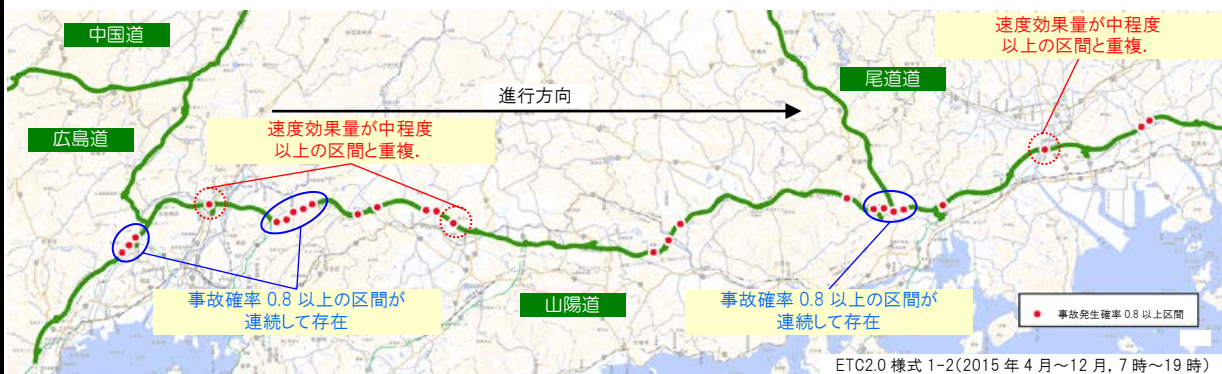 中国道
速度効果量が中程度
以上の区間と重複.
尾道道
進行方向
広島道
速度効果量が中程度
以上の区間と重複.
事故確率 0.8 以上の区間が
連続して存在
山陽道
事故確率 0.8 以上の区間が
連続して存在
事故発生確率 0.8 以上区間
ETC2.0 様式 1-2(2015 年 4 月～12 月, 7 時～19 時)